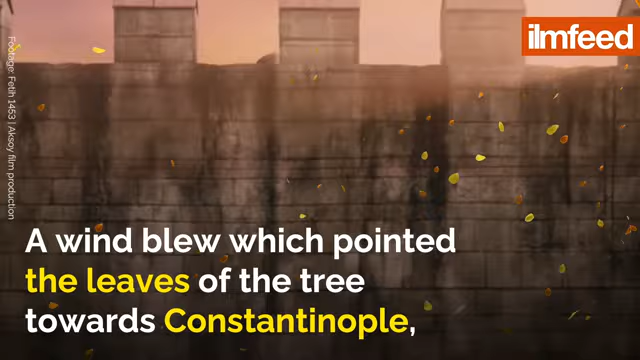 ilmfeed
Footage: Fetih 1453 | Aksoy film production
A wind blew which pointed
the leaves of the tree
towards Constantinople,